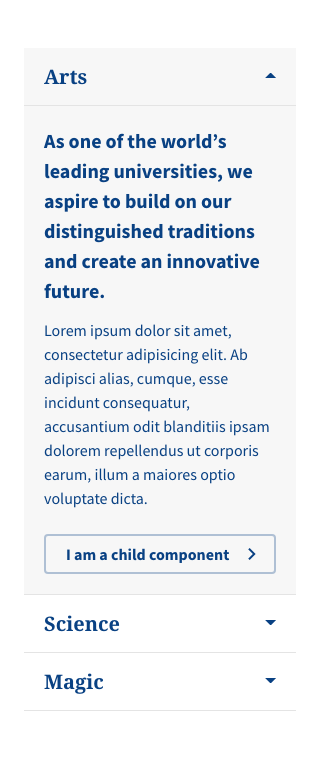 Arts
As one of the world’s
leading universities, we
aspire to build on our
distinguished traditions
and create an innovative
future.
Lorem ipsum dolor sit amet,
consectetur adipisicing elit. Ab
adipisci alias, cumque, esse
incidunt consequatur,
accusantium odit blanditiis ipsam
dolorem repellendus ut corporis
earum, illum a maiores optio
voluptate dicta.
I am a child component
Science
Magic